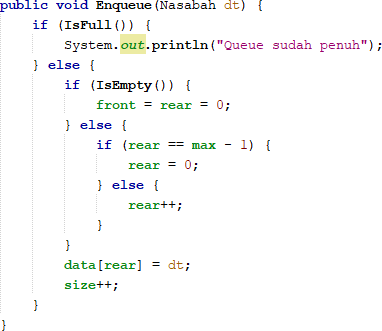 public void Enqueue(Nasabah dt) {
    if (IsFull()) {
        System.out.println("Queue sudah penuh");
    } else {
        if (IsEmpty()) {
            front = rear = 0;
        } else {
            if (rear == max - 1) {
                rear = 0;
            } else {
                rear++;
            }
        }
        data[rear] = dt;
        size++;
    }
}